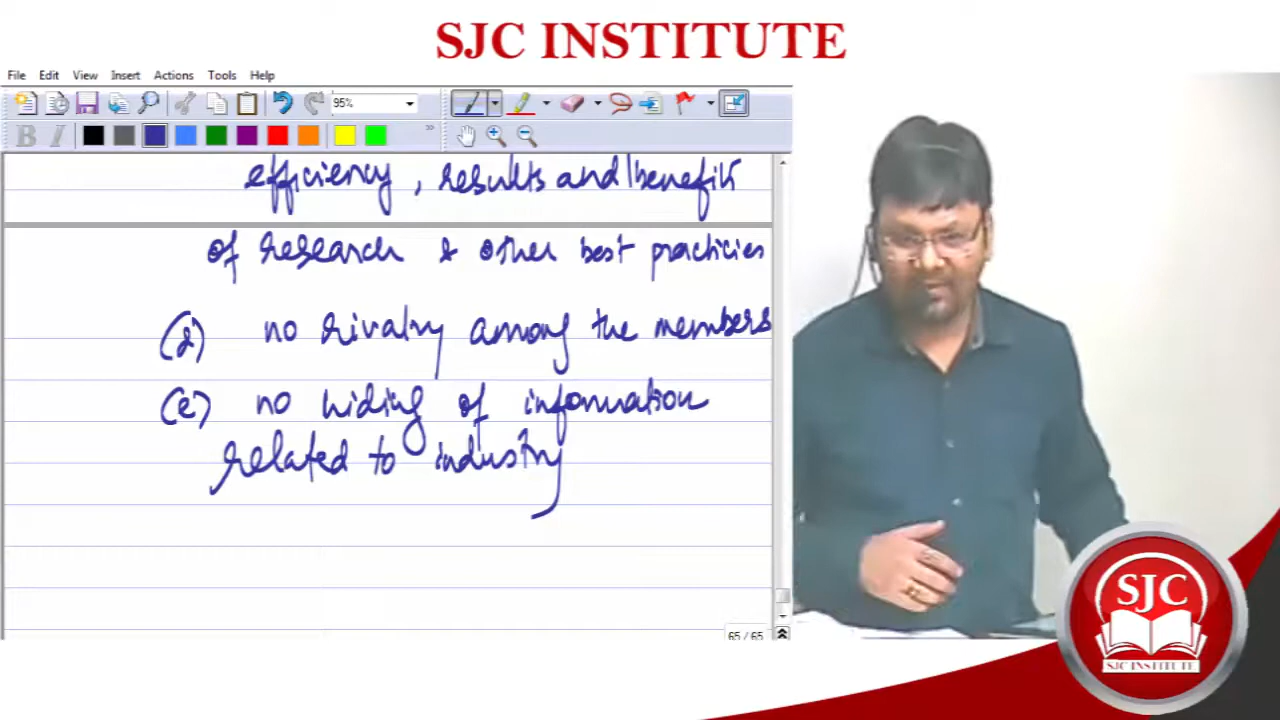 SJC INSTITUTE
File Edit View Insert Actions Tools Help
95%
B I
efficiency, results and benefits
of research & other best practicies
(d) no rivalry among the members
(e) no hiding of information
related to industry
65/65
SJC
SJC INSTITUTE